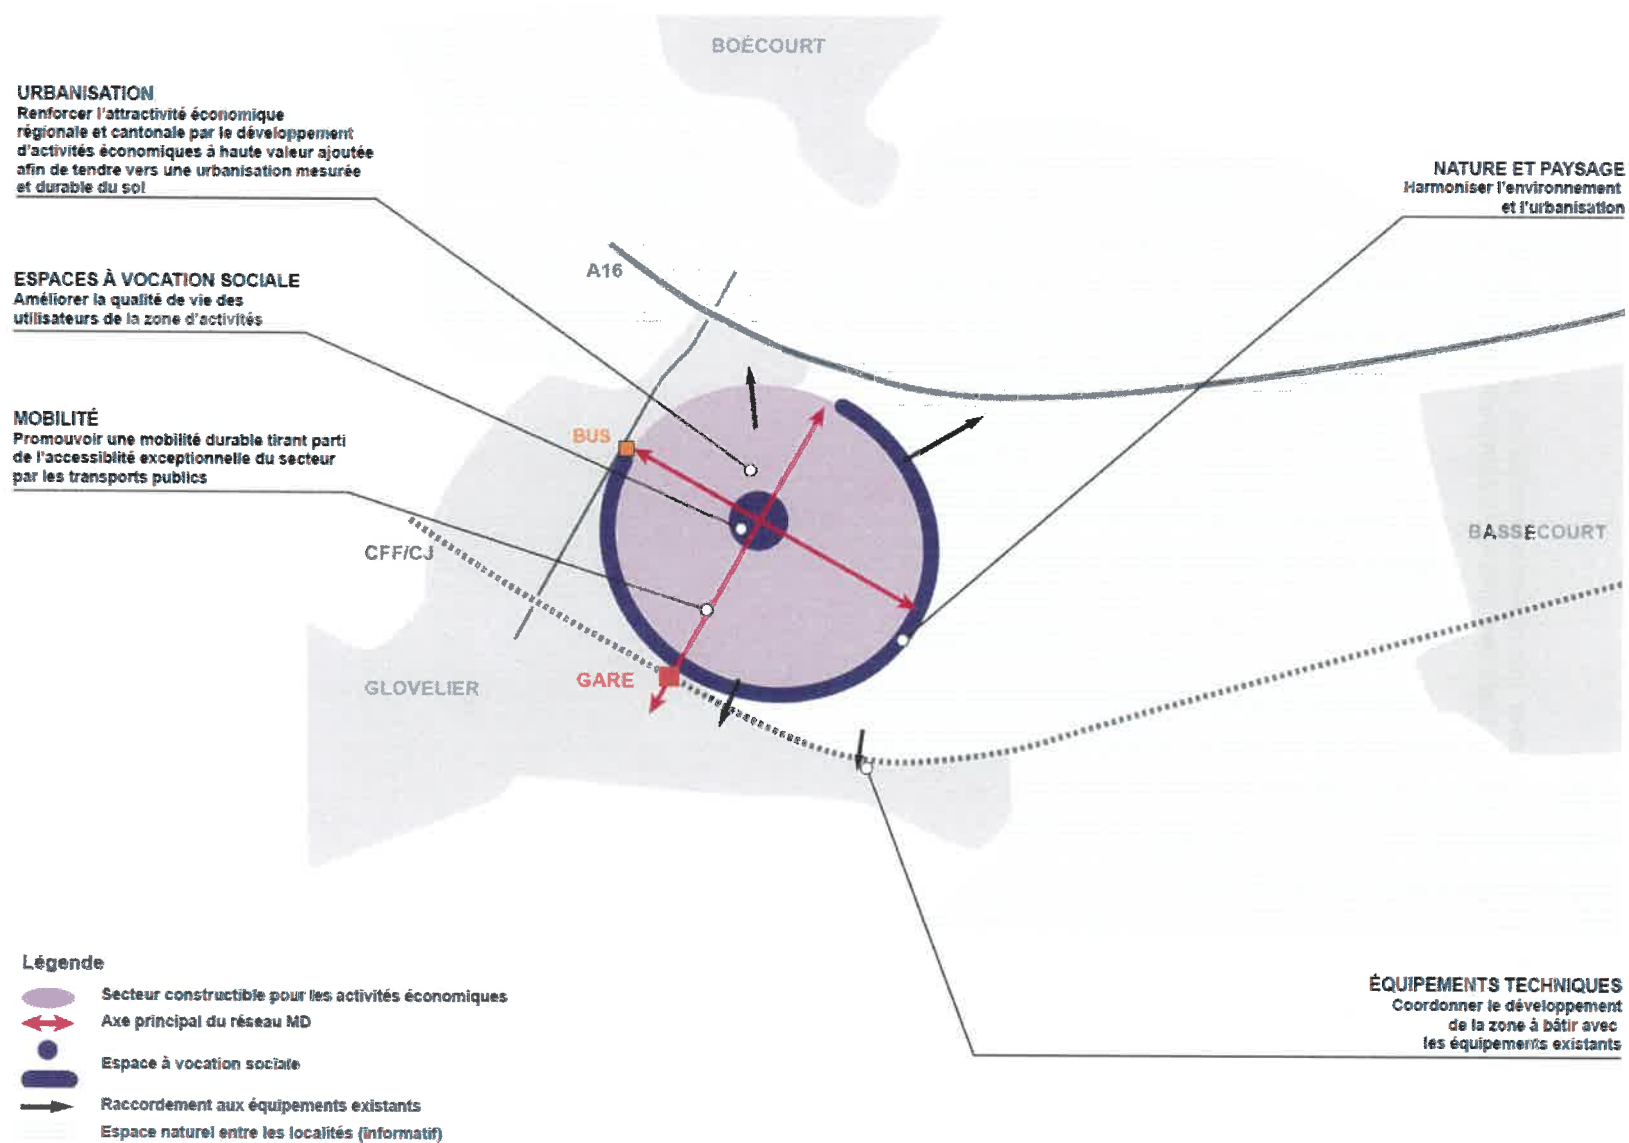 BOÉCOURT
URBANISATION
Renforcer l'attractivité économique
régionale et cantonale par le développement
d'activités économiques à haute valeur ajoutée
afin de tendre vers une urbanisation mesurée
et durable du sol
NATURE ET PAYSAGE
Harmoniser l'environnement
et l'urbanisation
A16
ESPACES À VOCATION SOCIALE
Améliorer la qualité de vie des
utilisateurs de la zone d'activités
MOBILITÉ
Promouvoir une mobilité durable tirant parti
de l'accessiblité exceptionnelle du secteur
par les transports publics
BUS
BASSECOURT
CFF/CJ
GLOVELIER
GARE
Légende
Secteur constructible pour les activités économiques
Axe principal du réseau MD
Espace à vocation sociale
Raccordement aux équipements existants
Espace naturel entre les localités (informatif)
ÉQUIPEMENTS TECHNIQUES
Coordonner le développement
de la zone à bâtir avec
les équipements existants